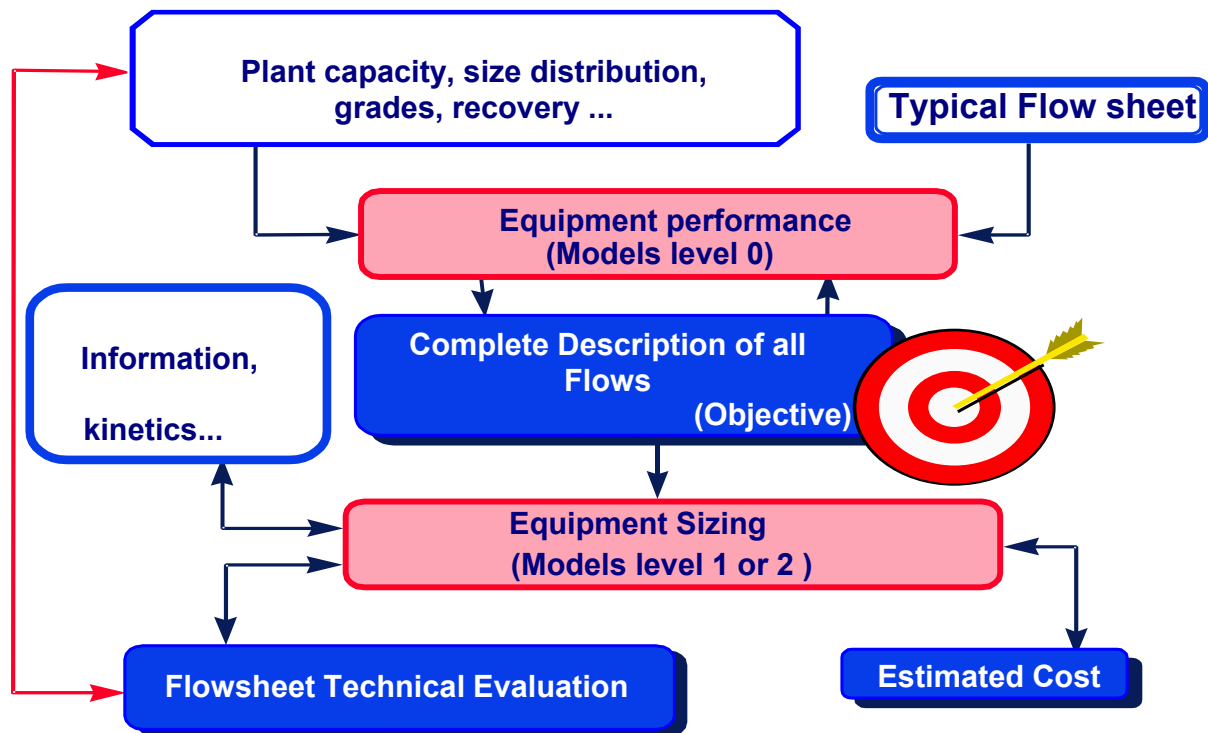 Plant capacity, size distribution,
grades, recovery ...
Typical Flow sheet
Equipment performance
(Models level 0)
Complete Description of all
Flows
(Objective)
Information,
kinetics...
Equipment Sizing
(Models level 1 or 2 )
Flowsheet Technical Evaluation
Estimated Cost